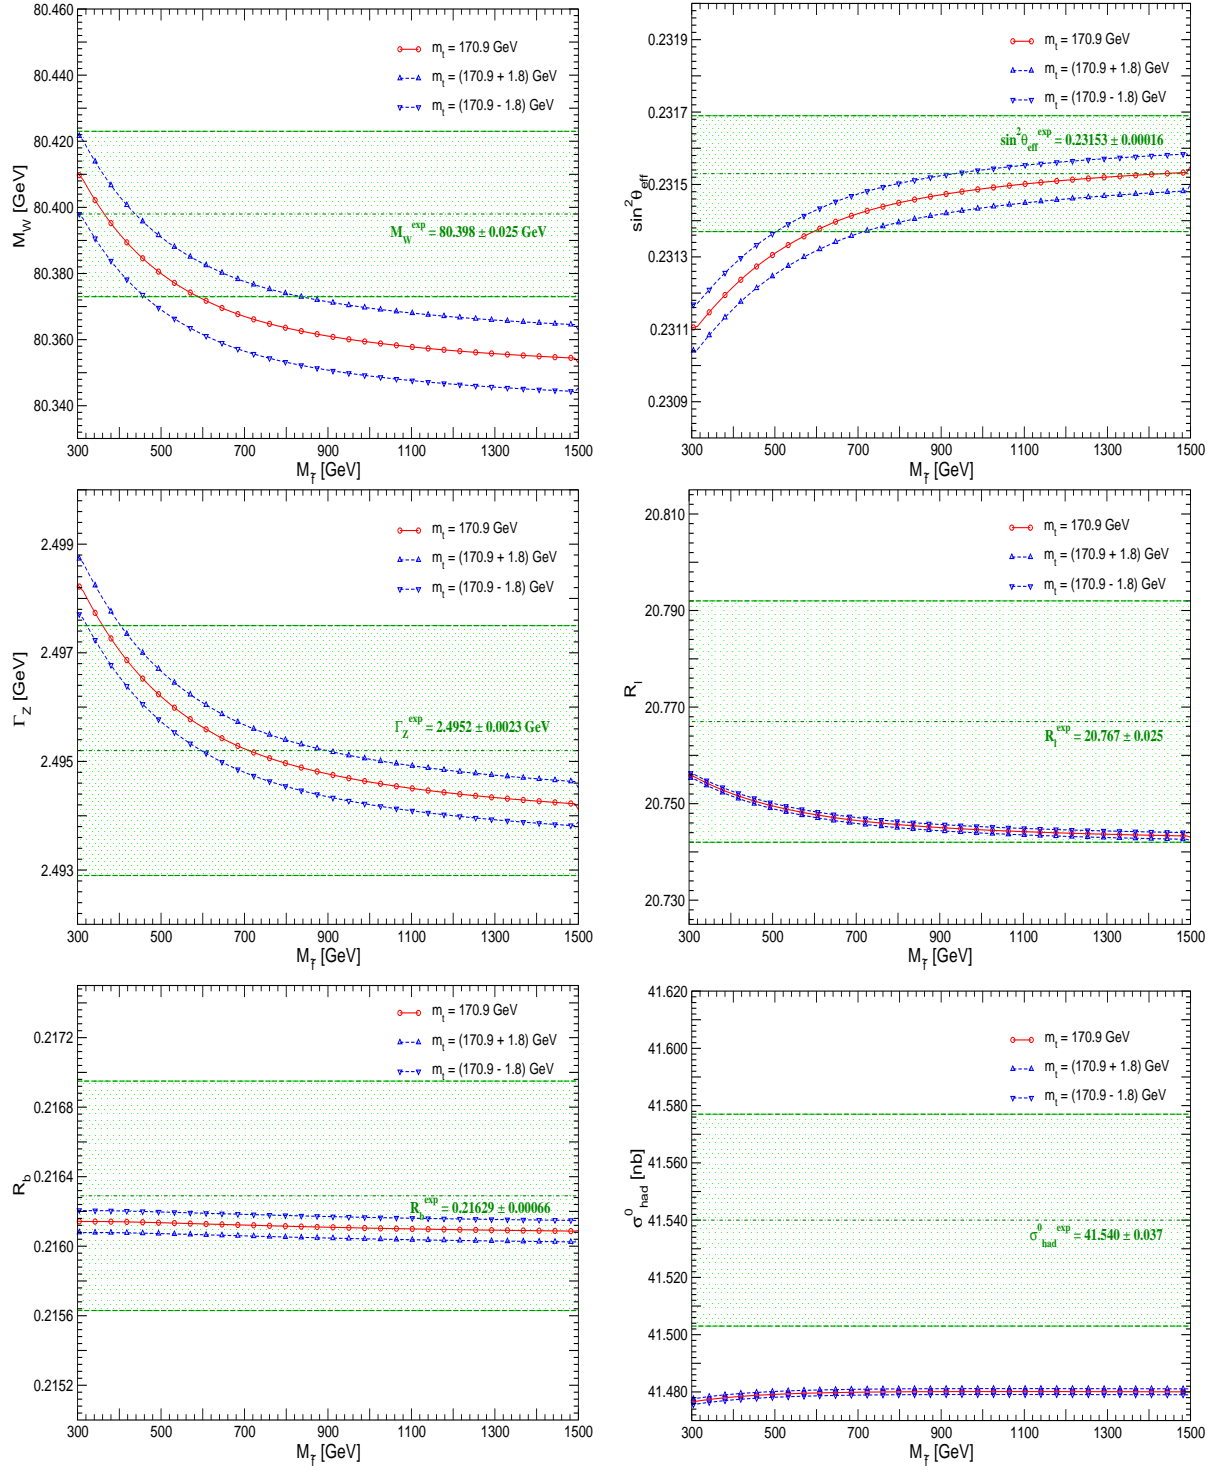 80.460
80.440
80.420
80.400
80.380
80.360
80.340
M_W [GeV]
m_t = 170.9 GeV
m_t = (170.9 + 1.8) GeV
m_t = (170.9 - 1.8) GeV
M_W^exp = 80.398 ± 0.025 GeV
300 500 700 900 1100 1300 1500
M_f̃ [GeV]
0.2319
0.2317
0.2315
0.2313
0.2311
0.2309
sin²θ_eff
m_t = 170.9 GeV
m_t = (170.9 + 1.8) GeV
m_t = (170.9 - 1.8) GeV
sin²θ_eff^exp = 0.23153 ± 0.00016
300 500 700 900 1100 1300 1500
M_f̃ [GeV]
2.499
2.497
2.495
2.493
Γ_Z [GeV]
m_t = 170.9 GeV
m_t = (170.9 + 1.8) GeV
m_t = (170.9 - 1.8) GeV
Γ_Z^exp = 2.4952 ± 0.0023 GeV
300 500 700 900 1100 1300 1500
M_f̃ [GeV]
20.810
20.790
20.770
20.750
20.730
R_l
m_t = 170.9 GeV
m_t = (170.9 + 1.8) GeV
m_t = (170.9 - 1.8) GeV
R_l^exp = 20.767 ± 0.025
300 500 700 900 1100 1300 1500
M_f̃ [GeV]
0.2172
0.2168
0.2164
0.2160
0.2156
0.2152
R_b
m_t = 170.9 GeV
m_t = (170.9 + 1.8) GeV
m_t = (170.9 - 1.8) GeV
R_b^exp = 0.21629 ± 0.00066
300 500 700 900 1100 1300 1500
M_f̃ [GeV]
41.620
41.600
41.580
41.560
41.540
41.520
41.500
41.480
σ⁰_had [nb]
m_t = 170.9 GeV
m_t = (170.9 + 1.8) GeV
m_t = (170.9 - 1.8) GeV
σ⁰_had^exp = 41.540 ± 0.037
300 500 700 900 1100 1300 1500
M_f̃ [GeV]